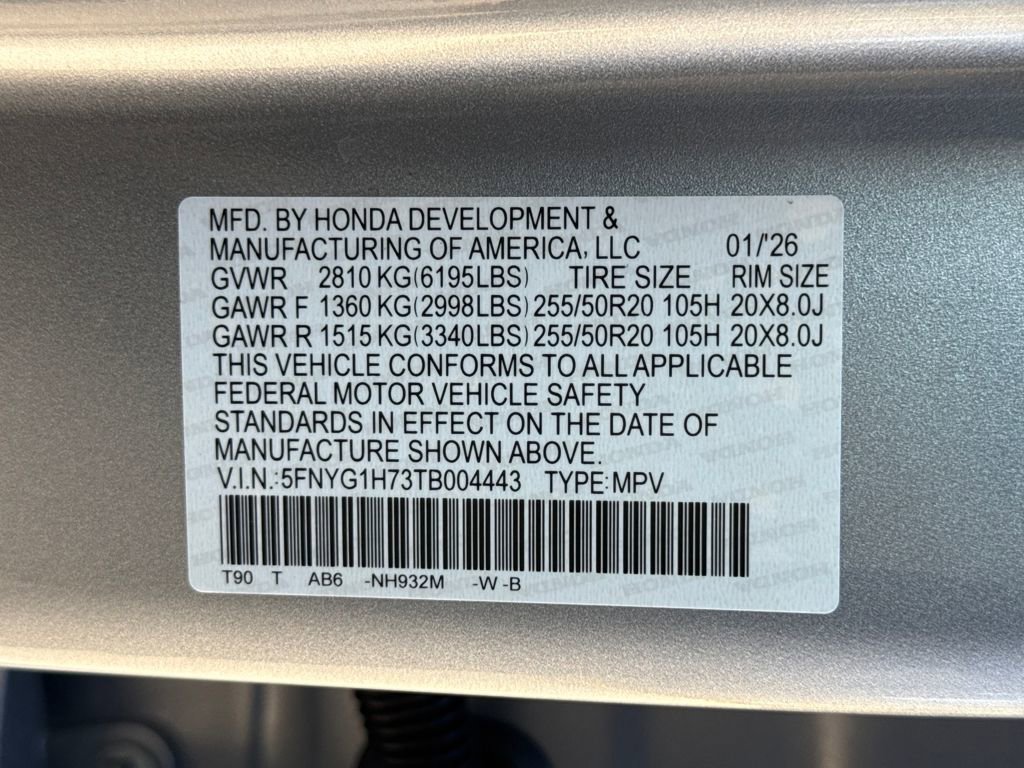 MFD. BY HONDA DEVELOPMENT &
MANUFACTURING OF AMERICA, LLC 01/'26
GVWR 2810 KG(6195LBS) TIRE SIZE RIM SIZE
GAWR F 1360 KG(2998LBS) 255/50R20 105H 20X8.0J
GAWR R 1515 KG(3340LBS) 255/50R20 105H 20X8.0J
THIS VEHICLE CONFORMS TO ALL APPLICABLE
FEDERAL MOTOR VEHICLE SAFETY
STANDARDS IN EFFECT ON THE DATE OF
MANUFACTURE SHOWN ABOVE.
V.I.N.:5FNYG1H73TB004443 TYPE:MPV
T90 T AB6 -NH932M -W -B